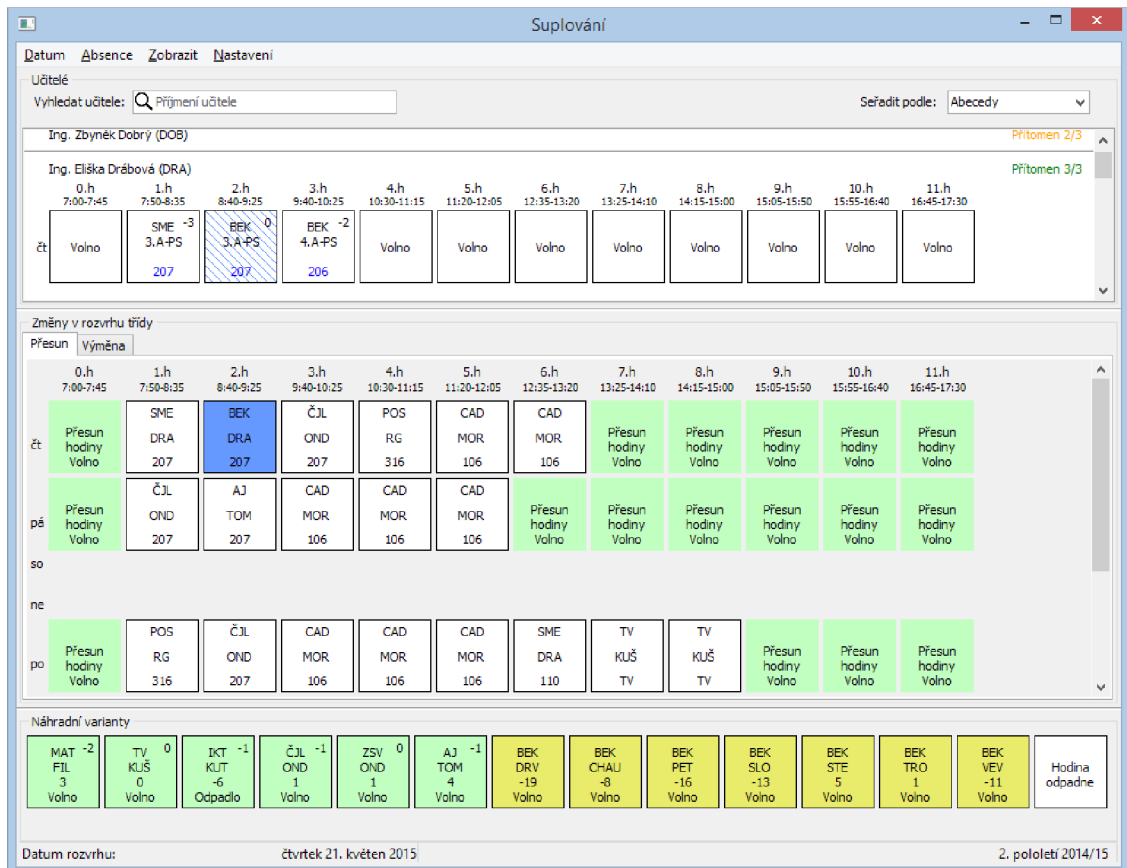 Suplování
Datum Absence Zobrazit Nastavení
Učitelé
Vyhledat učitele: Příjmení učitele Seřadit podle: Abecedy
Ing. Zbyněk Dobrý (DOB) Přítomen 2/3
Ing. Eliška Drábová (DRA) Přítomen 3/3
0.h 1.h 2.h 3.h 4.h 5.h 6.h 7.h 8.h 9.h 10.h 11.h
7:00-7:45 7:50-8:35 8:40-9:25 9:40-10:25 10:30-11:15 11:20-12:05 12:35-13:20 13:25-14:10 14:15-15:00 15:05-15:50 15:55-16:40 16:45-17:30
SME -3 BEK 0 BEK -2
3.A-PS 3.A-PS 4.A-PS
čt Volno Volno Volno Volno Volno Volno Volno Volno Volno
207 207 206
Změny v rozvrhu třídy
Přesun Výměna
0.h 1.h 2.h 3.h 4.h 5.h 6.h 7.h 8.h 9.h 10.h 11.h
7:00-7:45 7:50-8:35 8:40-9:25 9:40-10:25 10:30-11:15 11:20-12:05 12:35-13:20 13:25-14:10 14:15-15:00 15:05-15:50 15:55-16:40 16:45-17:30
SME BEK ČJL POS CAD CAD
Přesun Přesun Přesun Přesun Přesun Přesun
čt hodiny DRA DRA OND RG MOR MOR hodiny hodiny hodiny hodiny hodiny
Volno 207 207 207 316 106 106 Volno Volno Volno Volno Volno
ČJL AJ CAD CAD CAD
Přesun Přesun Přesun Přesun Přesun Přesun Přesun
pá hodiny OND TOM MOR MOR MOR hodiny hodiny hodiny hodiny hodiny hodiny
Volno 207 207 106 106 106 Volno Volno Volno Volno Volno Volno
so
ne
POS ČJL CAD CAD CAD SME TV TV
Přesun Přesun Přesun Přesun
po hodiny RG OND MOR MOR MOR DRA KUŠ KUŠ hodiny hodiny hodiny
Volno 316 207 106 106 106 110 TV TV Volno Volno Volno
Náhradní varianty
MAT -2 TV 0 IKT -1 ČJL -1 ZSV 0 AJ -1 BEK BEK BEK BEK BEK BEK BEK
FIL KUŠ KUT OND OND TOM DRV CHAU PET SLO STE TRO VEV Hodina
3 0 -6 1 1 4 -19 -8 -16 -13 5 1 -11 odpadne
Volno Volno Odpadlo Volno Volno Volno Volno Volno Volno Volno Volno Volno Volno
Datum rozvrhu: čtvrtek 21. květen 2015 2. pololetí 2014/15